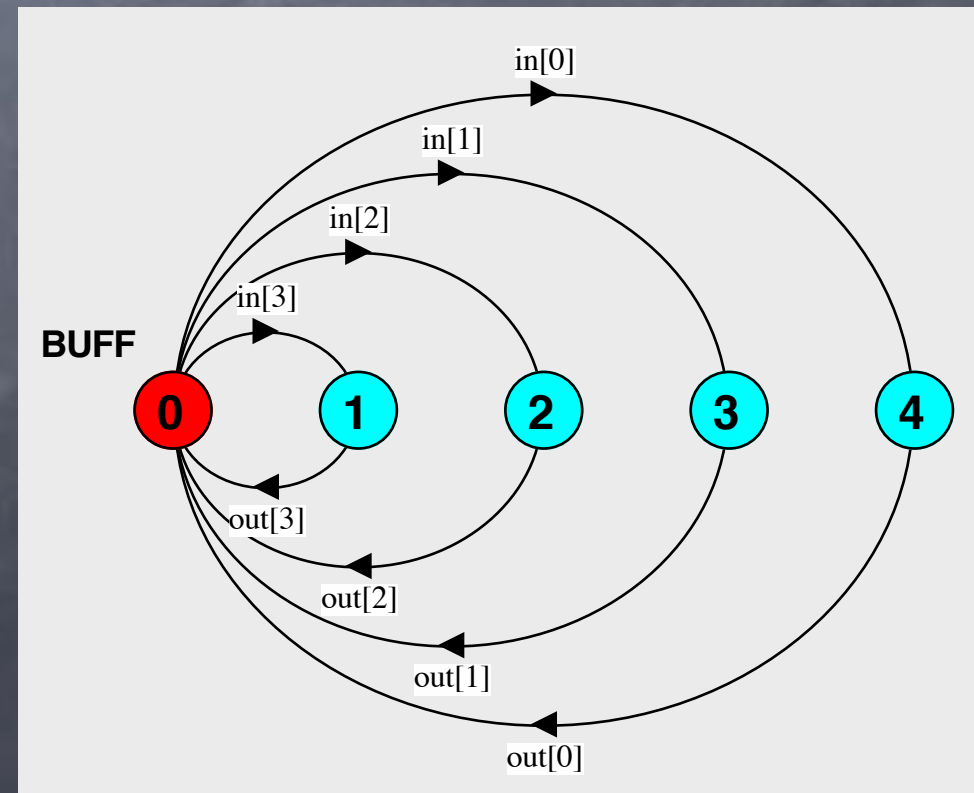 in[0]
in[1]
in[2]
in[3]
BUFF
0 1 2 3 4
out[3]
out[2]
out[1]
out[0]